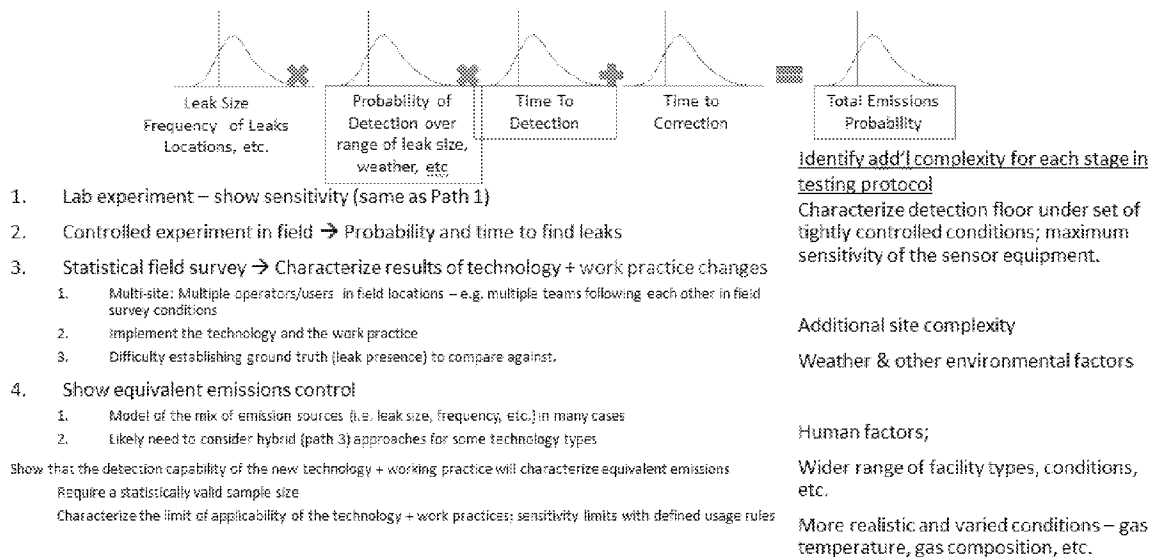 Leak Size
Frequency of Leaks
Locations, etc.
Probability of
Detection over
range of leak size,
weather, etc
Time To
Detection
Time to
Correction
Total Emissions
Probability
1. Lab experiment – show sensitivity (same as Path 1)
2. Controlled experiment in field → Probability and time to find leaks
3. Statistical field survey → Characterize results of technology + work practice changes
1. Multi-site: Multiple operators/users in field locations – e.g. multiple teams following each other in field
survey conditions
2. Implement the technology and the work practice
3. Difficulty establishing ground truth (leak presence) to compare against.
4. Show equivalent emissions control
1. Model of the mix of emission sources (i.e. leak size, frequency, etc.) in many cases
2. Likely need to consider hybrid (path 3) approaches for some technology types
Show that the detection capability of the new technology + working practice will characterize equivalent emissions
Require a statistically valid sample size
Characterize the limit of applicability of the technology + work practices; sensitivity limits with defined usage rules
Identify add'l complexity for each stage in
testing protocol
Characterize detection floor under set of
tightly controlled conditions; maximum
sensitivity of the sensor equipment.
Additional site complexity
Weather & other environmental factors
Human factors;
Wider range of facility types, conditions,
etc.
More realistic and varied conditions – gas
temperature, gas composition, etc.